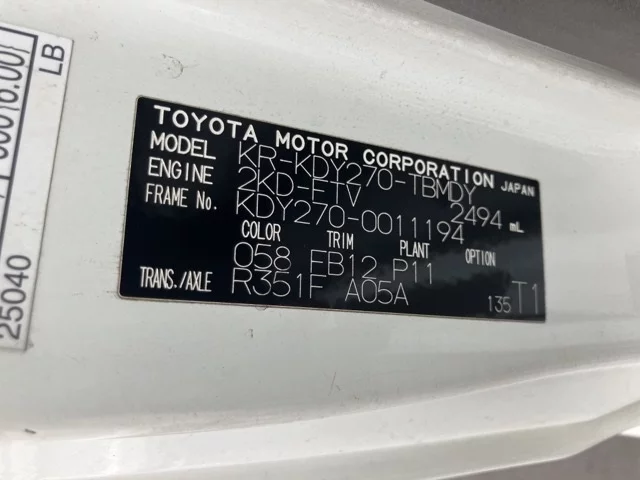 TOYOTA MOTOR CORPORATION JAPAN
MODEL KR-KDY270-TBMDY
ENGINE 2KD-FTV 2494 mL
FRAME No. KDY270-0011194
COLOR TRIM PLANT OPTION
058 FB12 P11
TRANS./AXLE R351F A05A 135 T1
25040
LB